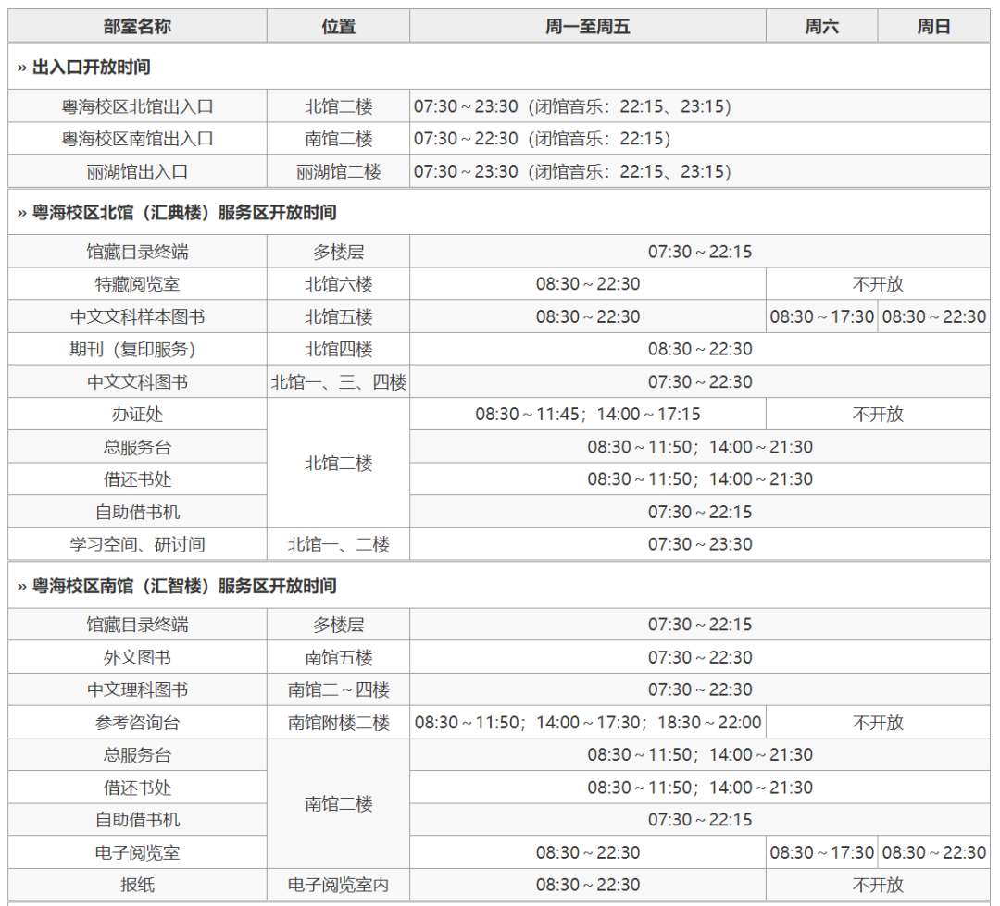 部室名称 位置 周一至周五 周六 周日
» 出入口开放时间
粤海校区北馆出入口 北馆二楼 07:30～23:30（闭馆音乐：22:15、23:15）
粤海校区南馆出入口 南馆二楼 07:30～22:30（闭馆音乐：22:15）
丽湖馆出入口 丽湖馆二楼 07:30～23:30（闭馆音乐：22:15、23:15）
» 粤海校区北馆（汇典楼）服务区开放时间
馆藏目录终端 多楼层 07:30～22:15
特藏阅览室 北馆六楼 08:30～22:30 不开放
中文文科样本图书 北馆五楼 08:30～22:30 08:30～17:30 08:30～22:30
期刊（复印服务） 北馆四楼 08:30～22:30
中文文科图书 北馆一、三、四楼 07:30～22:30
办证处 08:30～11:45；14:00～17:15 不开放
总服务台 08:30～11:50；14:00～21:30
北馆二楼
借还书处 08:30～11:50；14:00～21:30
自助借书机 07:30～22:15
学习空间、研讨间 北馆一、二楼 07:30～23:30
» 粤海校区南馆（汇智楼）服务区开放时间
馆藏目录终端 多楼层 07:30～22:15
外文图书 南馆五楼 07:30～22:30
中文理科图书 南馆二～四楼 07:30～22:30
参考咨询台 南馆附楼二楼 08:30～11:50；14:00～17:30；18:30～22:00 不开放
总服务台 08:30～11:50；14:00～21:30
借还书处 08:30～11:50；14:00～21:30
南馆二楼
自助借书机 07:30～22:15
电子阅览室 08:30～22:30 08:30～17:30 08:30～22:30
报纸 电子阅览室内 08:30～22:30 不开放